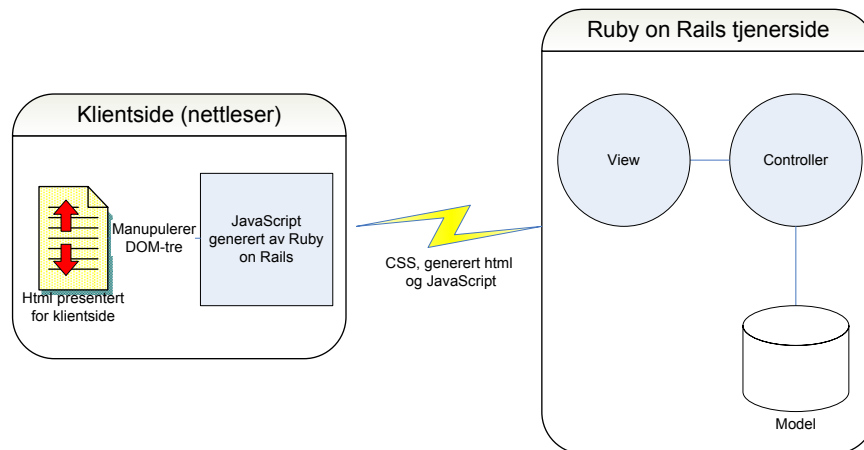 Klientside (nettleser)
Html presentert
for klientside
Manupulerer
DOM-tre
JavaScript
generert av Ruby
on Rails
CSS, generert html
og JavaScript
Ruby on Rails tjenerside
View
Controller
Model